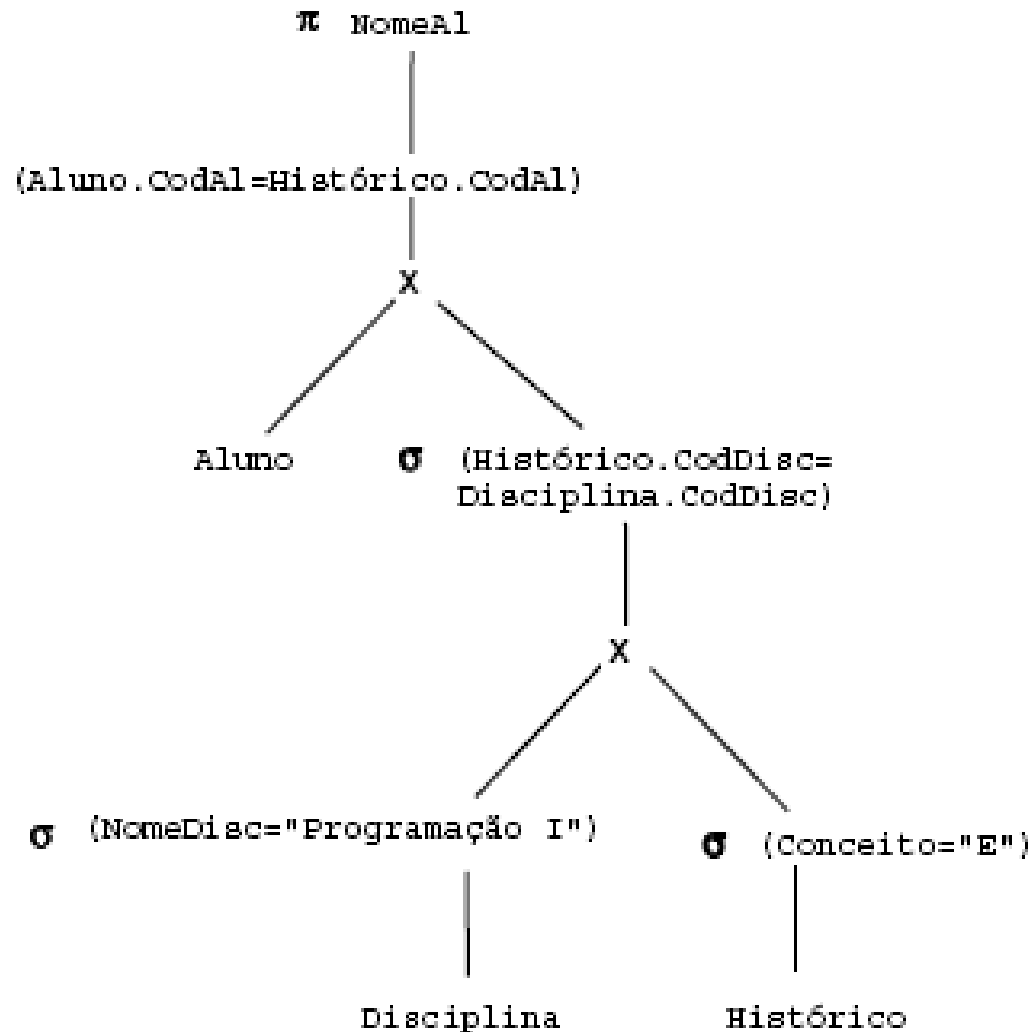 π NomeAl
(Aluno.CodAl=Histórico.CodAl)
X
Aluno
σ (Histórico.CodDisc=
Disciplina.CodDisc)
X
σ (NomeDisc="Programação I")
σ (Conceito="E")
Disciplina
Histórico